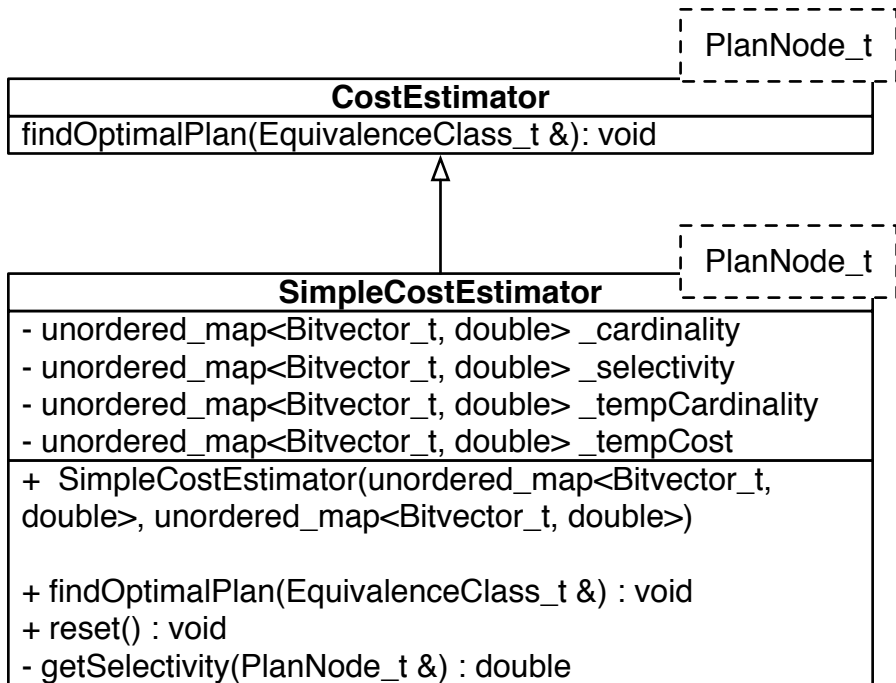 PlanNode_t
CostEstimator
findOptimalPlan(EquivalenceClass_t &): void
PlanNode_t
SimpleCostEstimator
- unordered_map<Bitvector_t, double> _cardinality
- unordered_map<Bitvector_t, double> _selectivity
- unordered_map<Bitvector_t, double> _tempCardinality
- unordered_map<Bitvector_t, double> _tempCost
+  SimpleCostEstimator(unordered_map<Bitvector_t,
double>, unordered_map<Bitvector_t, double>)
+ findOptimalPlan(EquivalenceClass_t &) : void
+ reset() : void
- getSelectivity(PlanNode_t &) : double